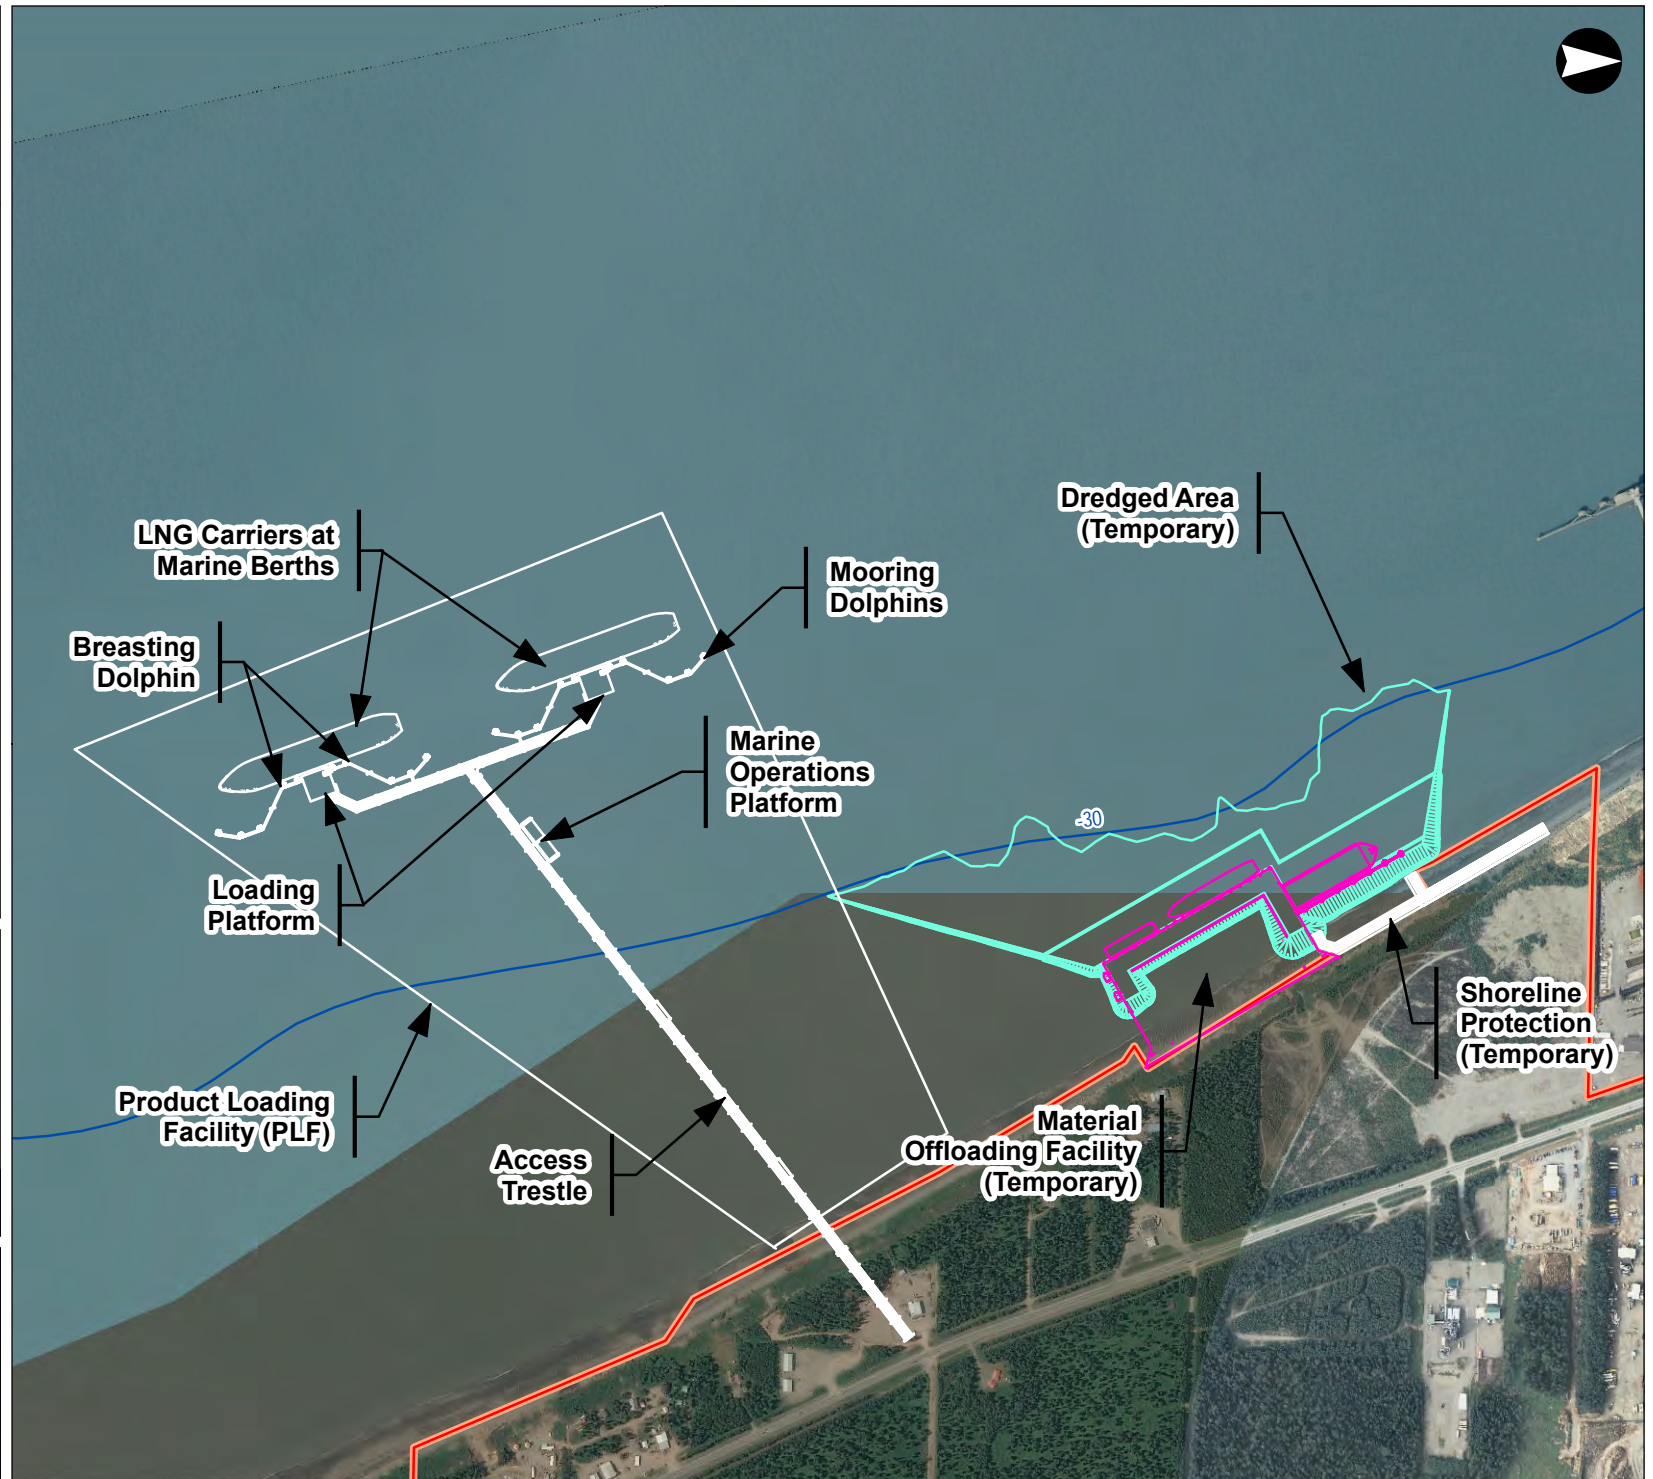 Dredged Area
(Temporary)
LNG Carriers at
Marine Berths
Mooring
Dolphins
Breasting
Dolphin
Marine
Operations
Platform
-30
Loading
Platform
Shoreline
Protection
(Temporary)
Product Loading
Facility (PLF)
Material
Offloading Facility
(Temporary)
Access
Trestle